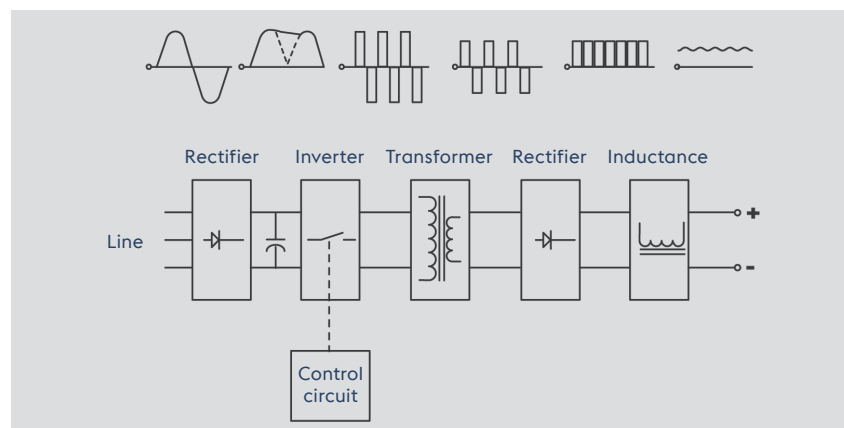 Rectifier Inverter Transformer Rectifier Inductance
+
Line
-
Control
circuit